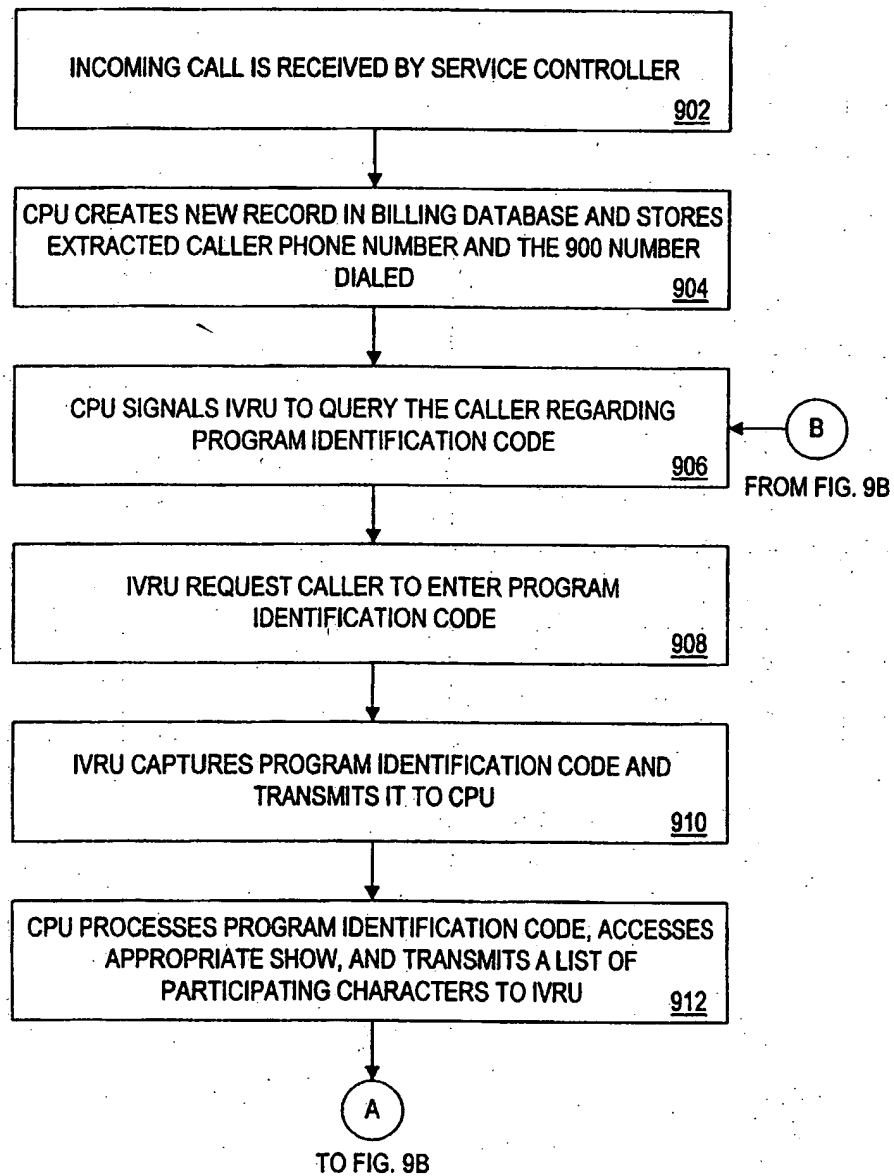 INCOMING CALL IS RECEIVED BY SERVICE CONTROLLER
902
CPU CREATES NEW RECORD IN BILLING DATABASE AND STORES
EXTRACTED CALLER PHONE NUMBER AND THE 900 NUMBER
DIALED
904
CPU SIGNALS IVRU TO QUERY THE CALLER REGARDING
PROGRAM IDENTIFICATION CODE
906
B
FROM FIG. 9B
IVRU REQUEST CALLER TO ENTER PROGRAM
IDENTIFICATION CODE
908
IVRU CAPTURES PROGRAM IDENTIFICATION CODE AND
TRANSMITS IT TO CPU
910
CPU PROCESSES PROGRAM IDENTIFICATION CODE, ACCESSES
APPROPRIATE SHOW, AND TRANSMITS A LIST OF
PARTICIPATING CHARACTERS TO IVRU
912
A
TO FIG. 9B